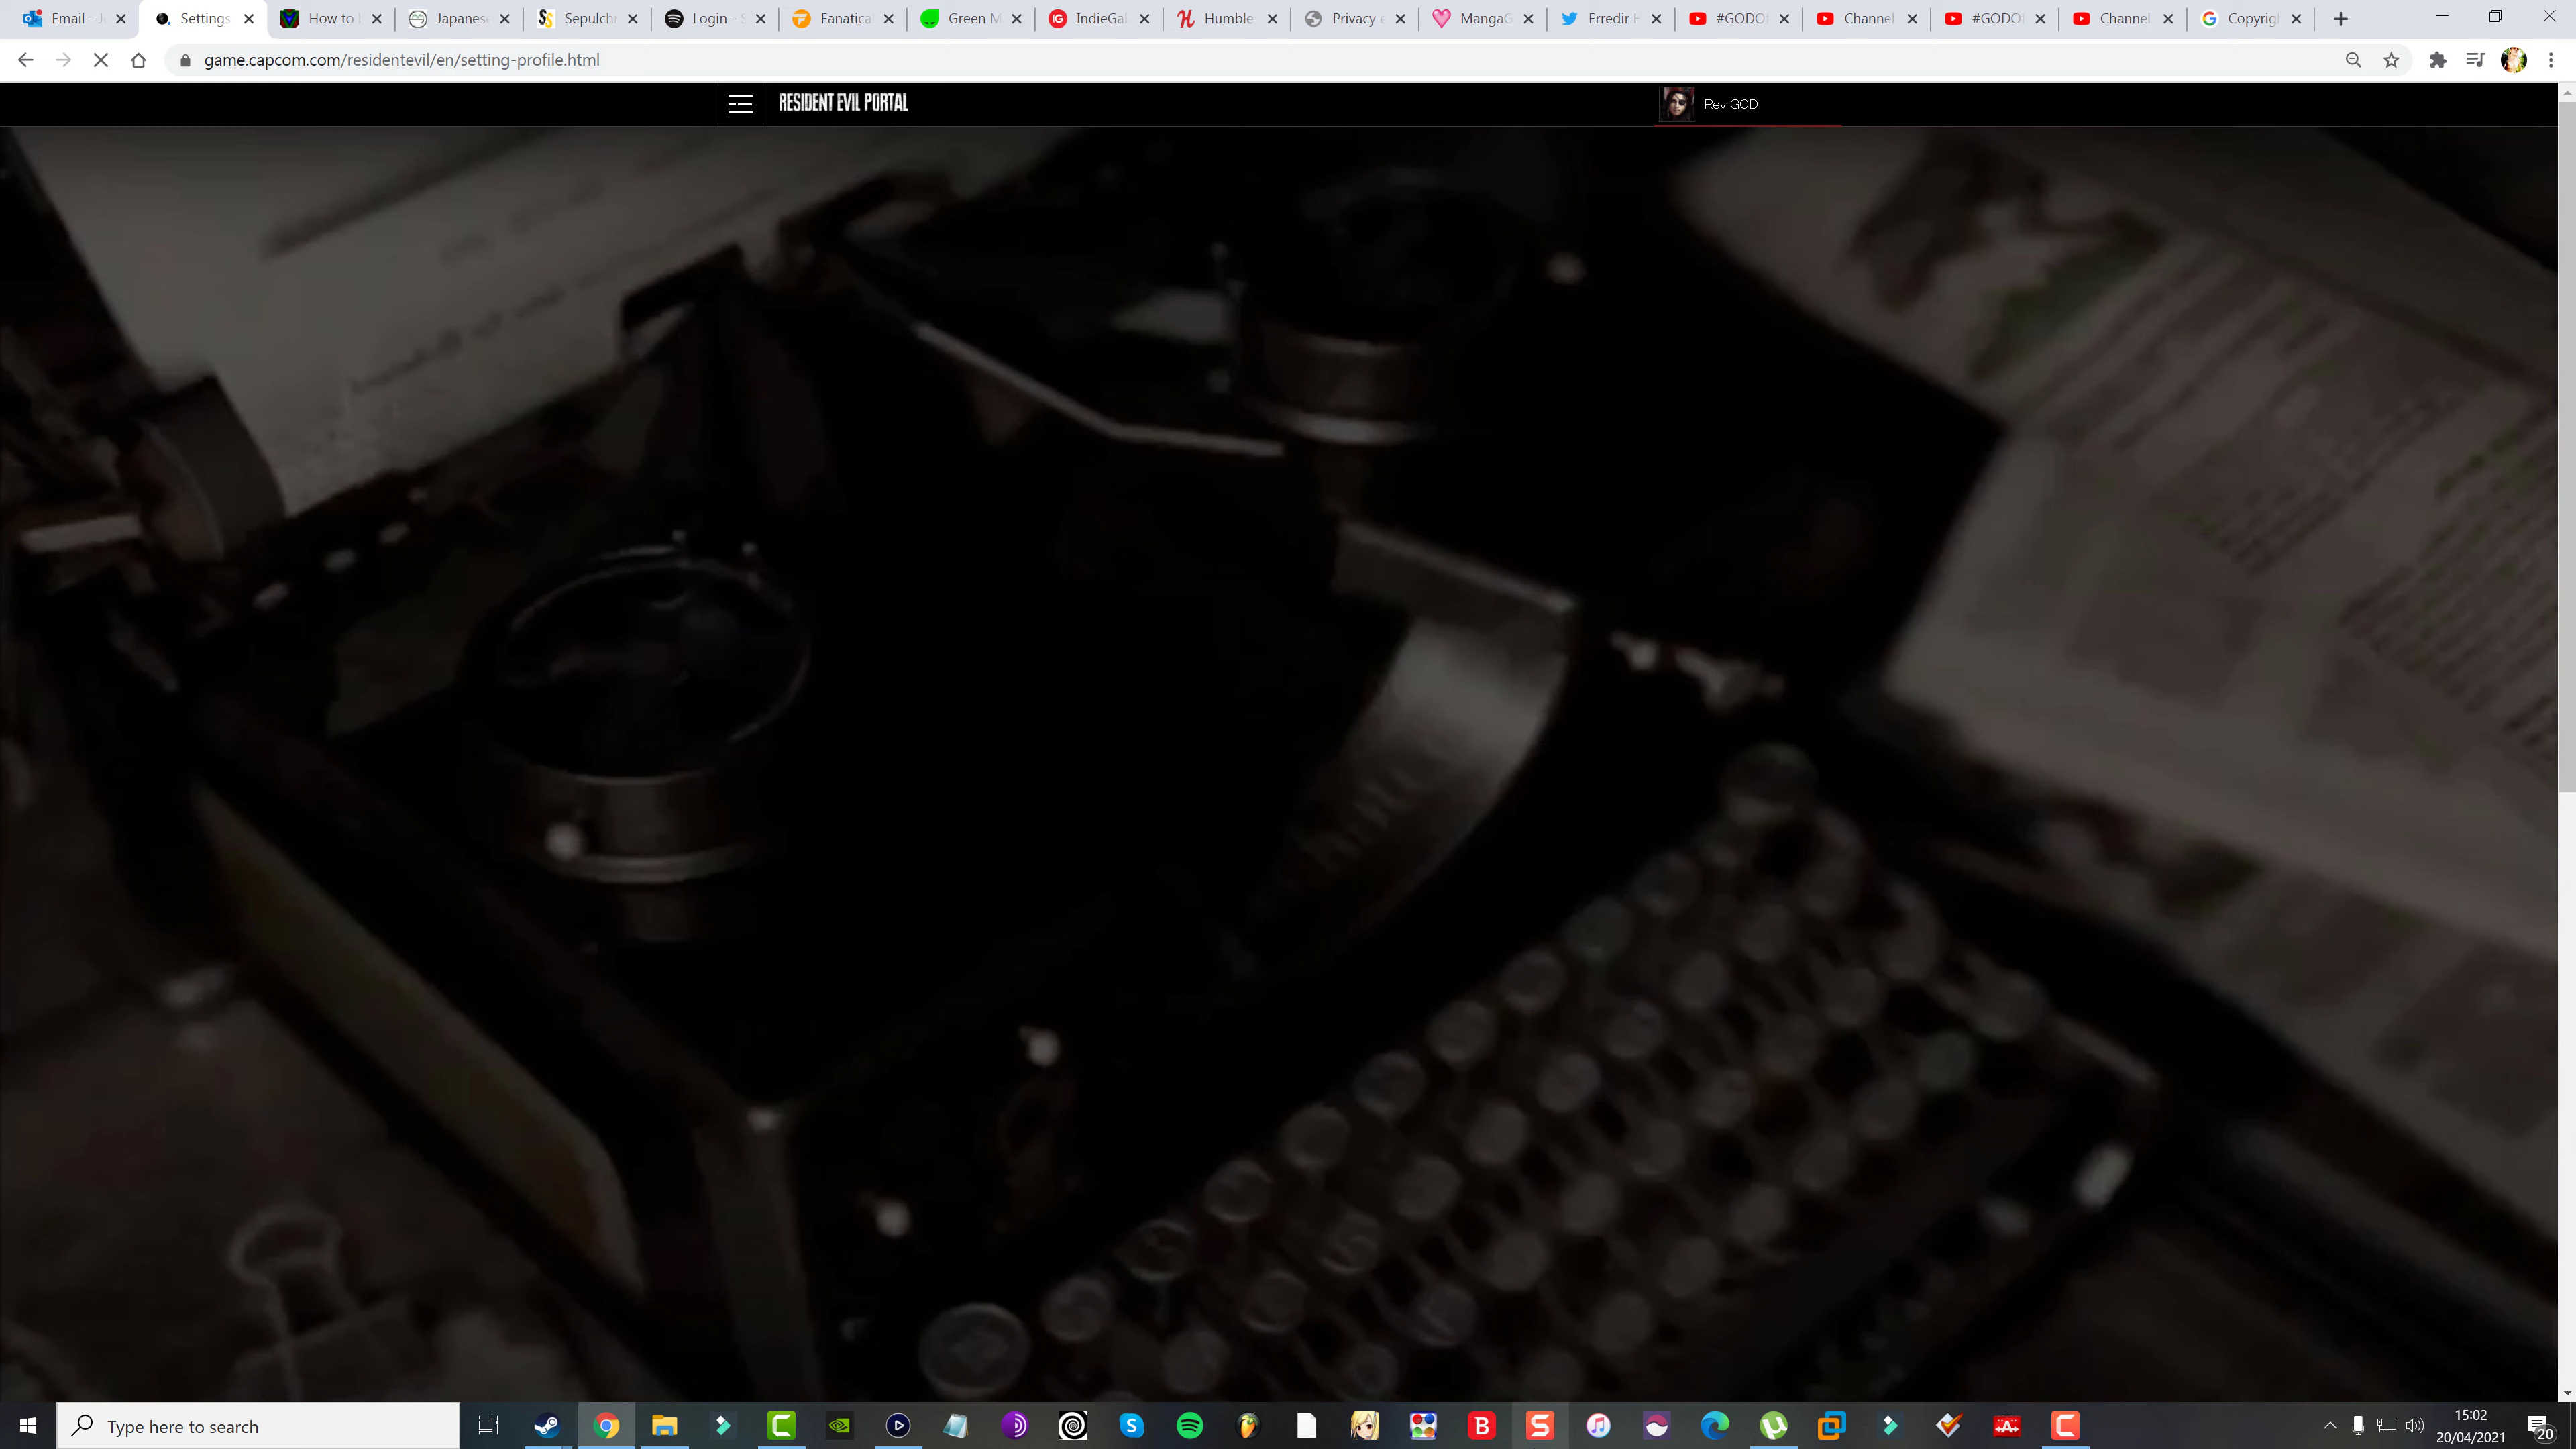 Email - J
Settings
How to
Japanes
Sepulch
Login - S
Fanatica
Green M
IndieGal
Humble
Privacy
MangaG
Erredir
#GODO
Channel
#GODO
Channel
Copyrig
game.capcom.com/residentevil/en/setting-profile.html
RESIDENT EVIL PORTAL
Rev GOD
Type here to search
15:02
20/04/2021
20